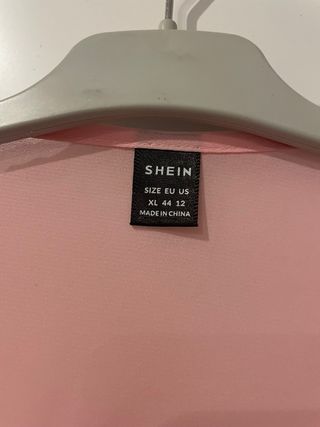 SHEIN
SIZE EU US
XL 44 12
MADE IN CHINA